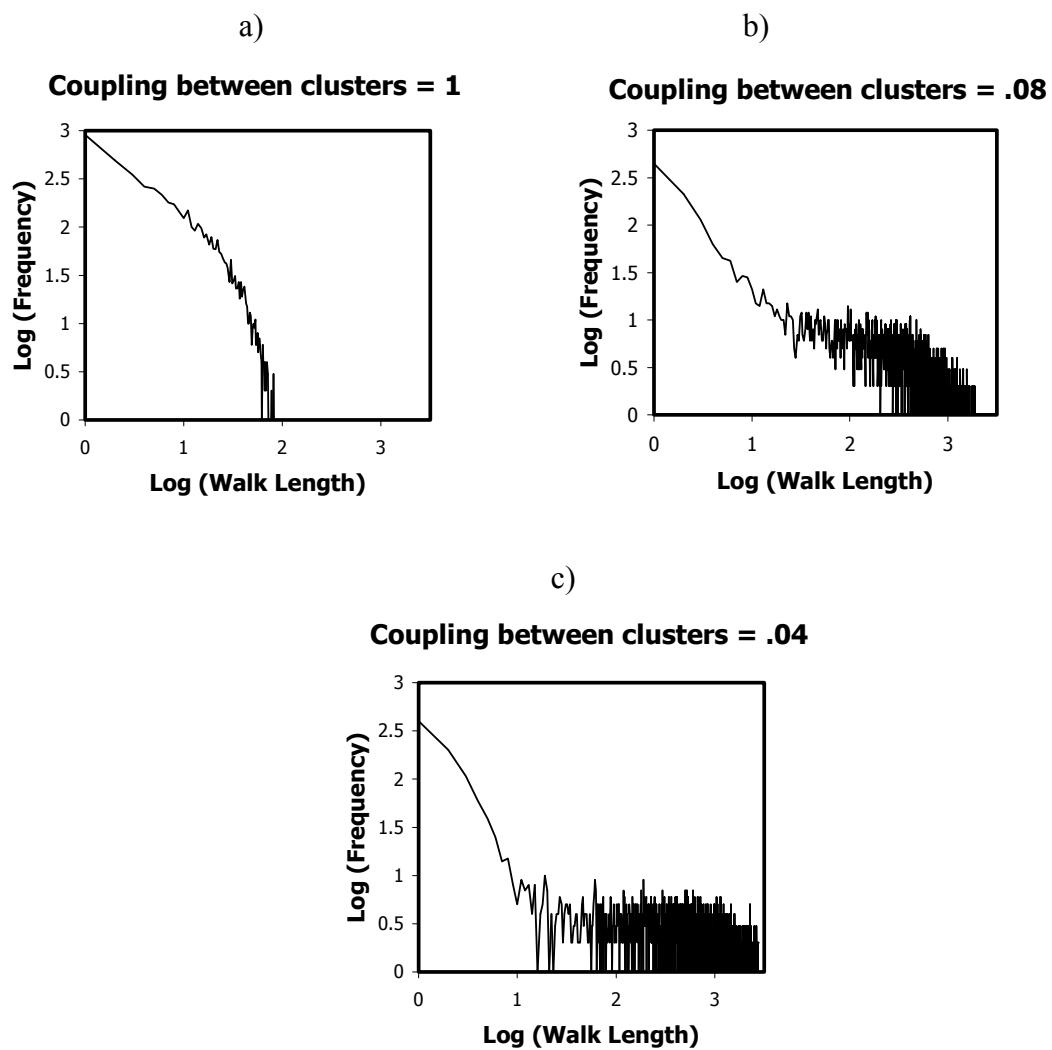 a)
Coupling between clusters = 1
3
2.5
2
1.5
1
0.5
0
0 1 2 3
Log (Frequency)
Log (Walk Length)
b)
Coupling between clusters = .08
3
2.5
2
1.5
1
0.5
0
0 1 2 3
Log (Frequency)
Log (Walk Length)
c)
Coupling between clusters = .04
3
2.5
2
1.5
1
0.5
0
0 1 2 3
Log (Frequency)
Log (Walk Length)